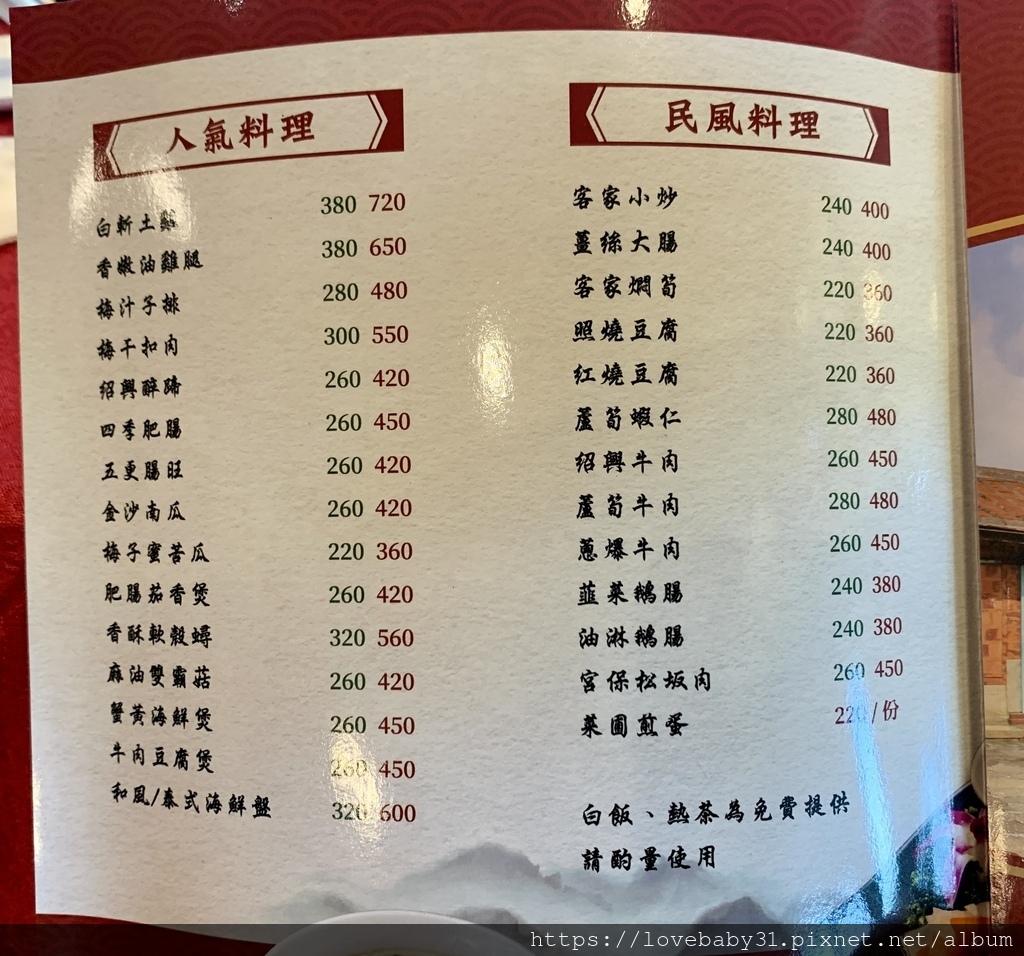 人氣料理
白斬土雞 380 720
香嫩油雞腿 380 650
梅汁子排 280 480
梅干扣肉 300 550
紹興醉蹄 260 420
四季肥腸 260 450
五更腸旺 260 420
金沙南瓜 260 420
梅子蜜苦瓜 220 360
肥腸茄香煲 260 420
香酥軟殼蟳 320 560
麻油雙霸菇 260 420
蟹黃海鮮煲 260 450
牛肉豆腐煲 260 450
和風/泰式海鮮盤 320 600
民風料理
客家小炒 240 400
薑絲大腸 240 400
客家燜筍 220 360
照燒豆腐 220 360
紅燒豆腐 220 360
蘆筍蝦仁 280 480
紹興牛肉 260 450
蘆筍牛肉 280 480
蔥爆牛肉 260 450
韮菜鵝腸 240 380
油淋鵝腸 240 380
宮保松坂肉 260 450
菜圃煎蛋 220/份
白飯、熱茶為免費提供
請酌量使用
https://lovebaby31.pixnet.net/album